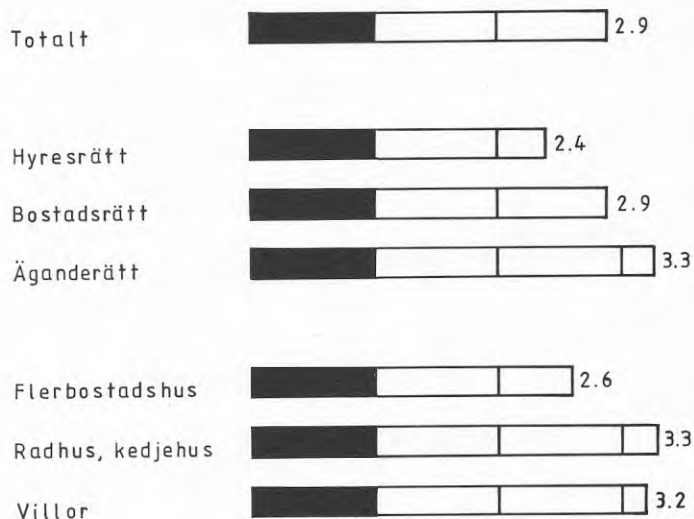 Totalt 2.9
Hyresrätt 2.4
Bostadsrätt 2.9
Äganderätt 3.3
Flerbostadshus 2.6
Radhus, kedjehus 3.3
Villor 3.2